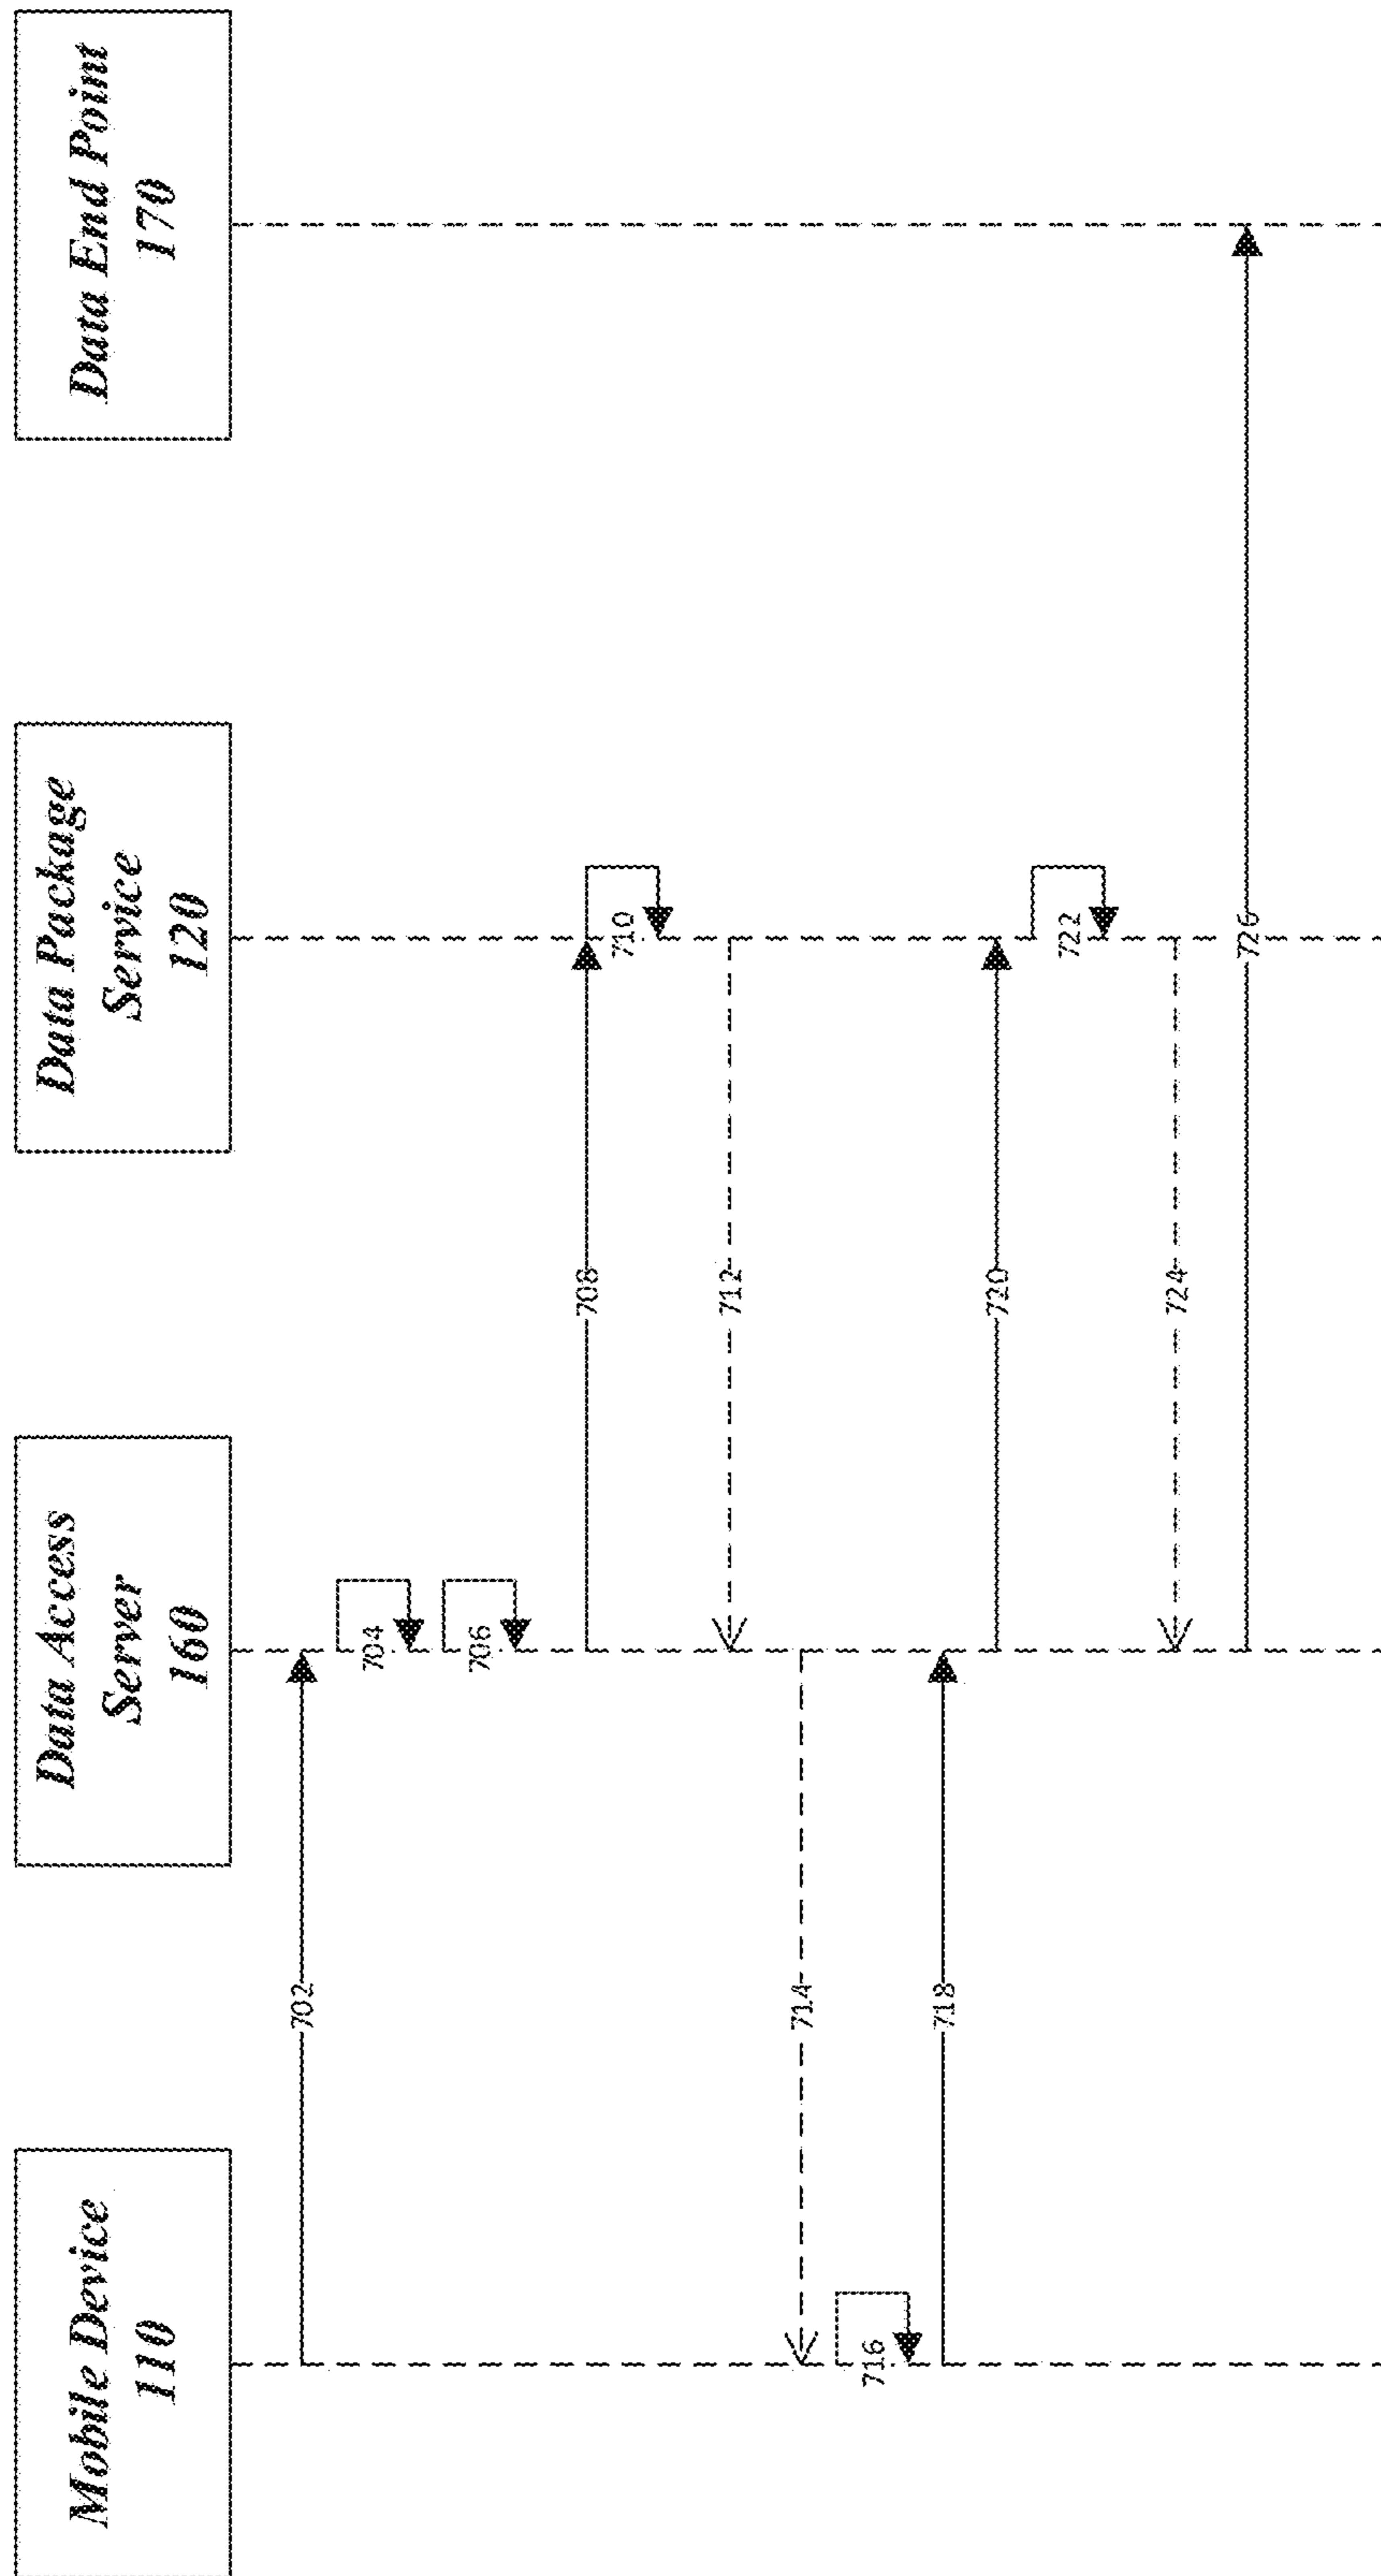 Mobile Device
110
Data Access
Server
160
Data Package
Service
120
Data End Point
170
702
704
706
708
710
712
714
716
718
720
722
724
726